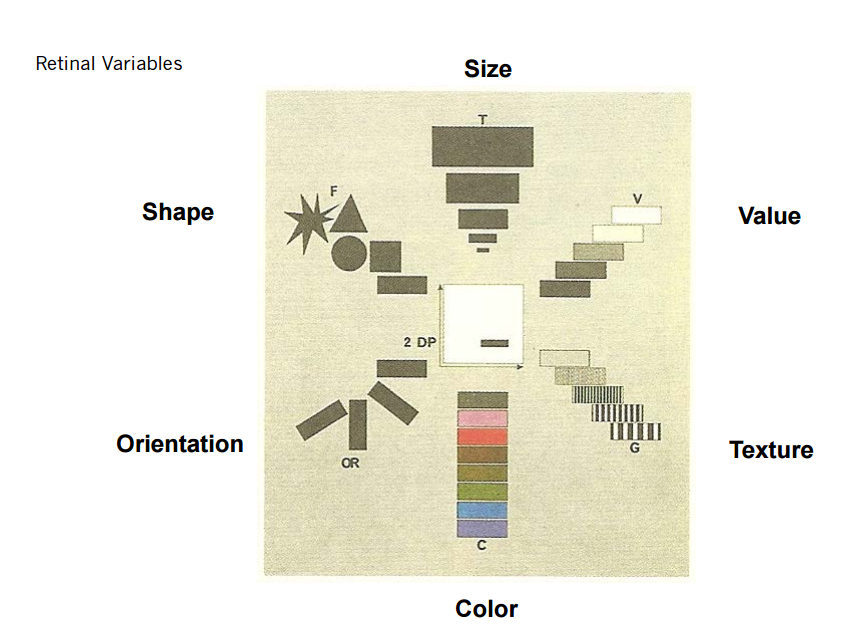 Retinal Variables
Size
T
F
V
Shape
Value
2 DP
Orientation
G
Texture
OR
C
Color